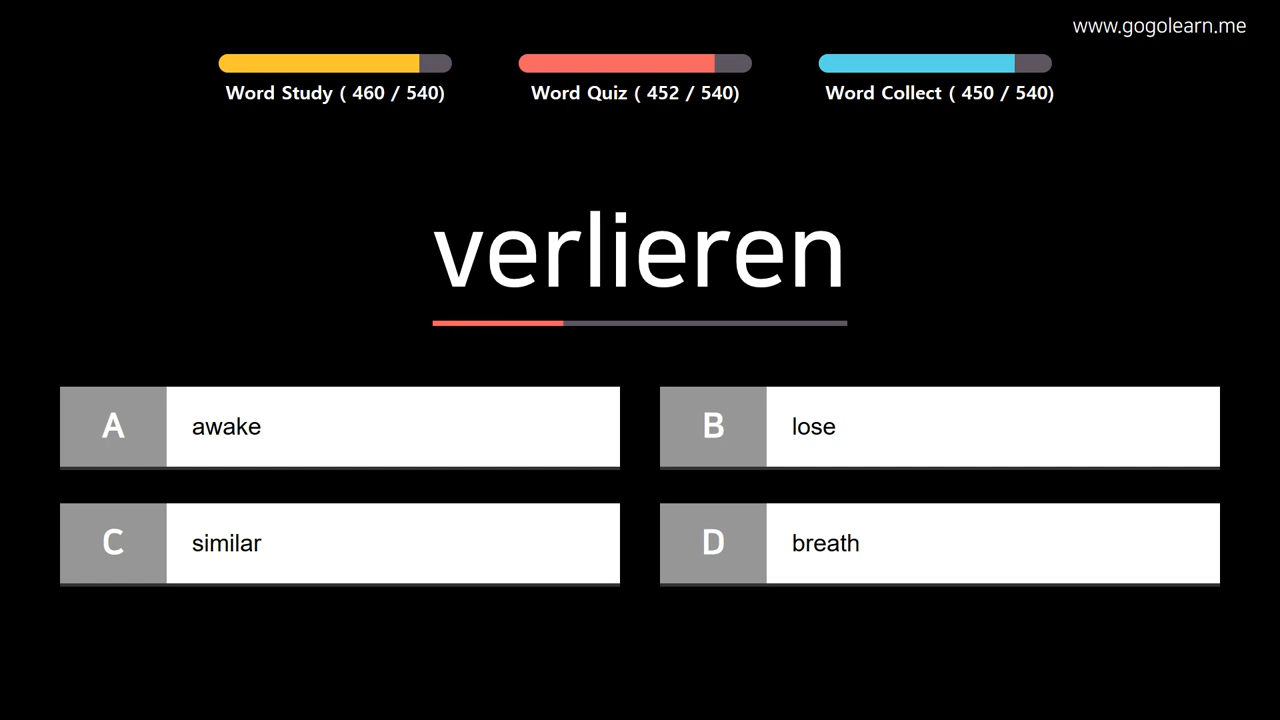 www.gogolearn.me
Word Study ( 460 / 540)
Word Quiz ( 452 / 540)
Word Collect ( 450 / 540)
verlieren
A awake
B lose
C similar
D breath